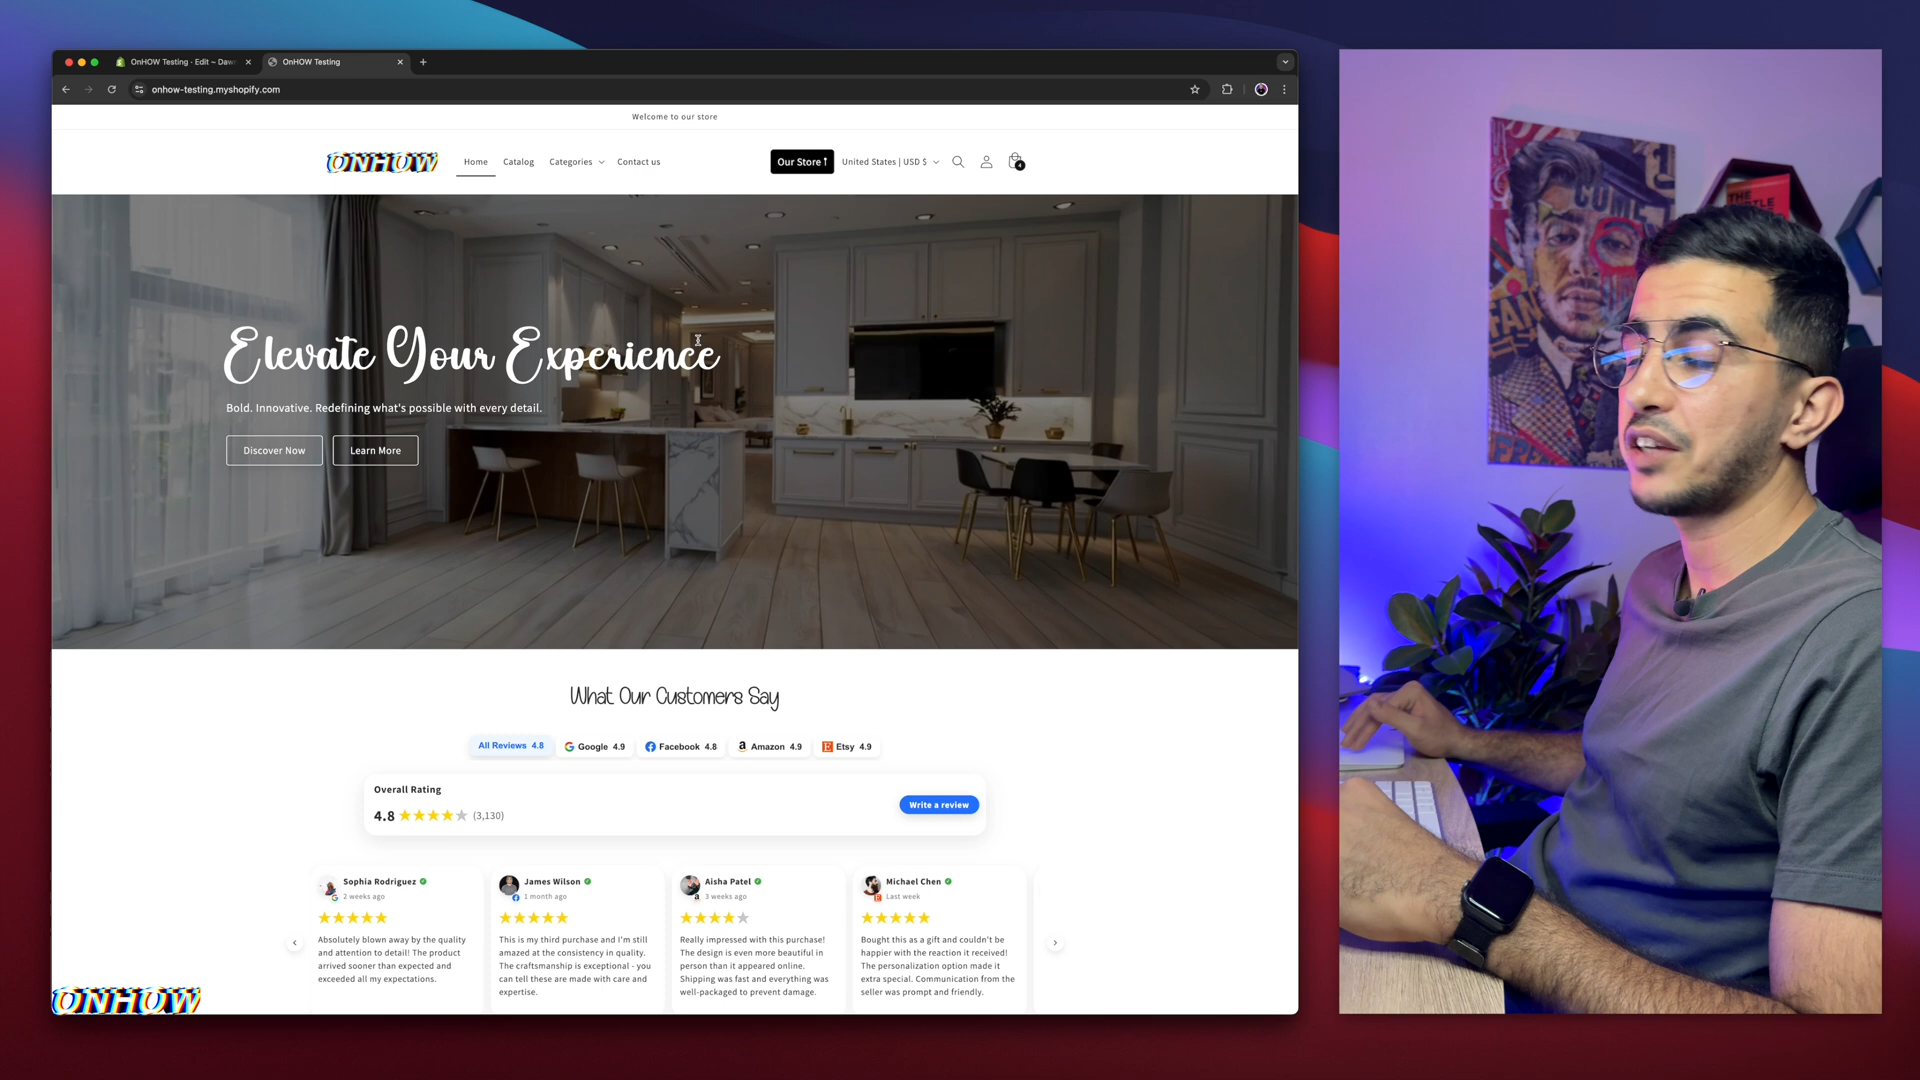 OnHOW Testing · Edit ~ Daw
OnHOW Testing
onhow-testing.myshopify.com
Welcome to our store
ONHOW
Home
Catalog
Categories
Contact us
Our Store
United States | USD $
4
Elevate Your Experience
Bold. Innovative. Redefining what's possible with every detail.
Discover Now
Learn More
What Our Customers Say
All Reviews 4.8
Google 4.9
Facebook 4.8
Amazon 4.9
Etsy 4.9
Overall Rating
4.8
(3,130)
Write a review
Sophia Rodriguez
2 weeks ago
Absolutely blown away by the quality
and attention to detail! The product
arrived sooner than expected and
exceeded all my expectations.
James Wilson
1 month ago
This is my third purchase and I'm still
amazed at the consistency in quality.
The craftsmanship is exceptional - you
can tell these are made with care and
expertise.
Aisha Patel
3 weeks ago
Really impressed with this purchase!
The design is even more beautiful in
person than it appeared online.
Shipping was fast and everything was
well-packaged to prevent damage.
Michael Chen
Last week
Bought this as a gift and couldn't be
happier with the reaction it received!
The personalization option made it
extra special. Communication from the
seller was prompt and friendly.
ONHOW
FAN
THE